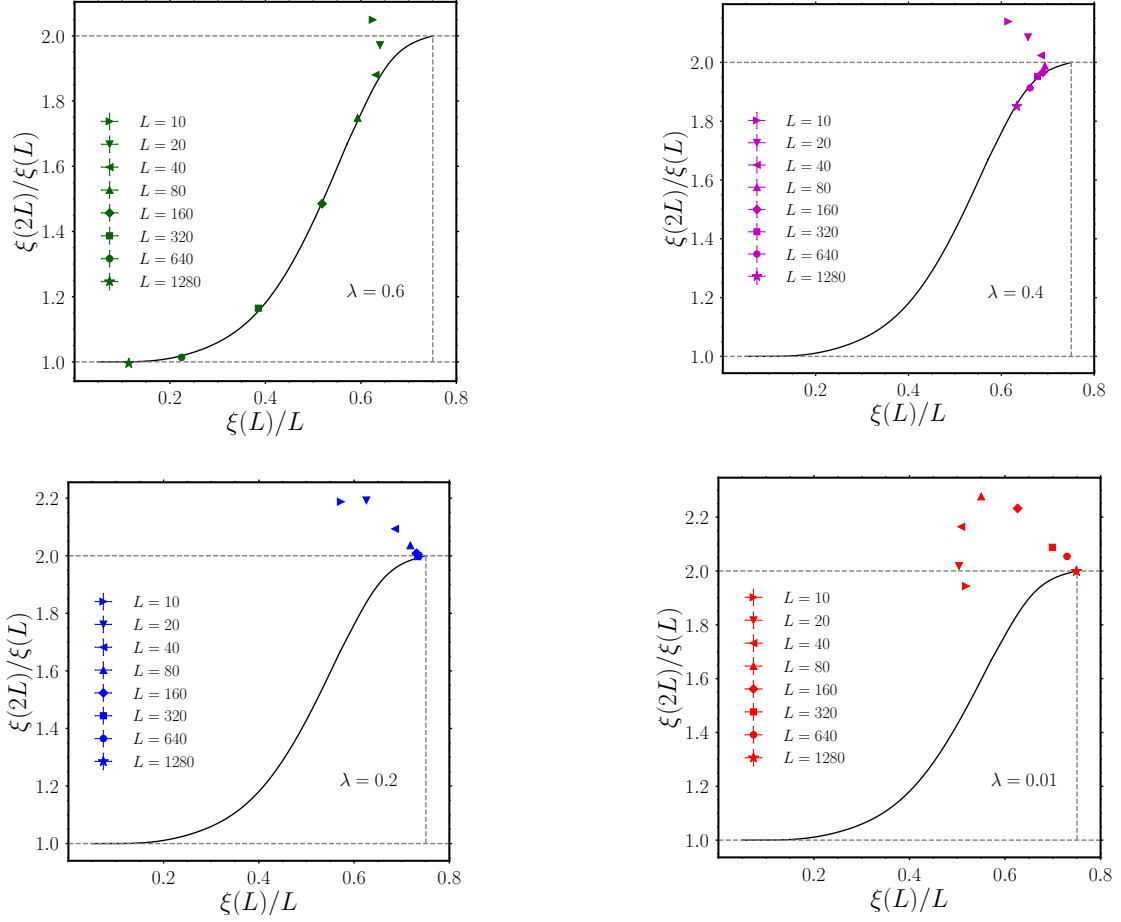 ξ(2L)/ξ(L)
2.0
1.8
1.6
1.4
1.2
1.0
L = 10
L = 20
L = 40
L = 80
L = 160
L = 320
L = 640
L = 1280
λ = 0.6
0.2 0.4 0.6 0.8
ξ(L)/L
ξ(2L)/ξ(L)
2.0
1.8
1.6
1.4
1.2
1.0
L = 10
L = 20
L = 40
L = 80
L = 160
L = 320
L = 640
L = 1280
λ = 0.4
0.2 0.4 0.6 0.8
ξ(L)/L
ξ(2L)/ξ(L)
2.2
2.0
1.8
1.6
1.4
1.2
1.0
L = 10
L = 20
L = 40
L = 80
L = 160
L = 320
L = 640
L = 1280
λ = 0.2
0.2 0.4 0.6 0.8
ξ(L)/L
ξ(2L)/ξ(L)
2.2
2.0
1.8
1.6
1.4
1.2
1.0
L = 10
L = 20
L = 40
L = 80
L = 160
L = 320
L = 640
L = 1280
λ = 0.01
0.2 0.4 0.6 0.8
ξ(L)/L